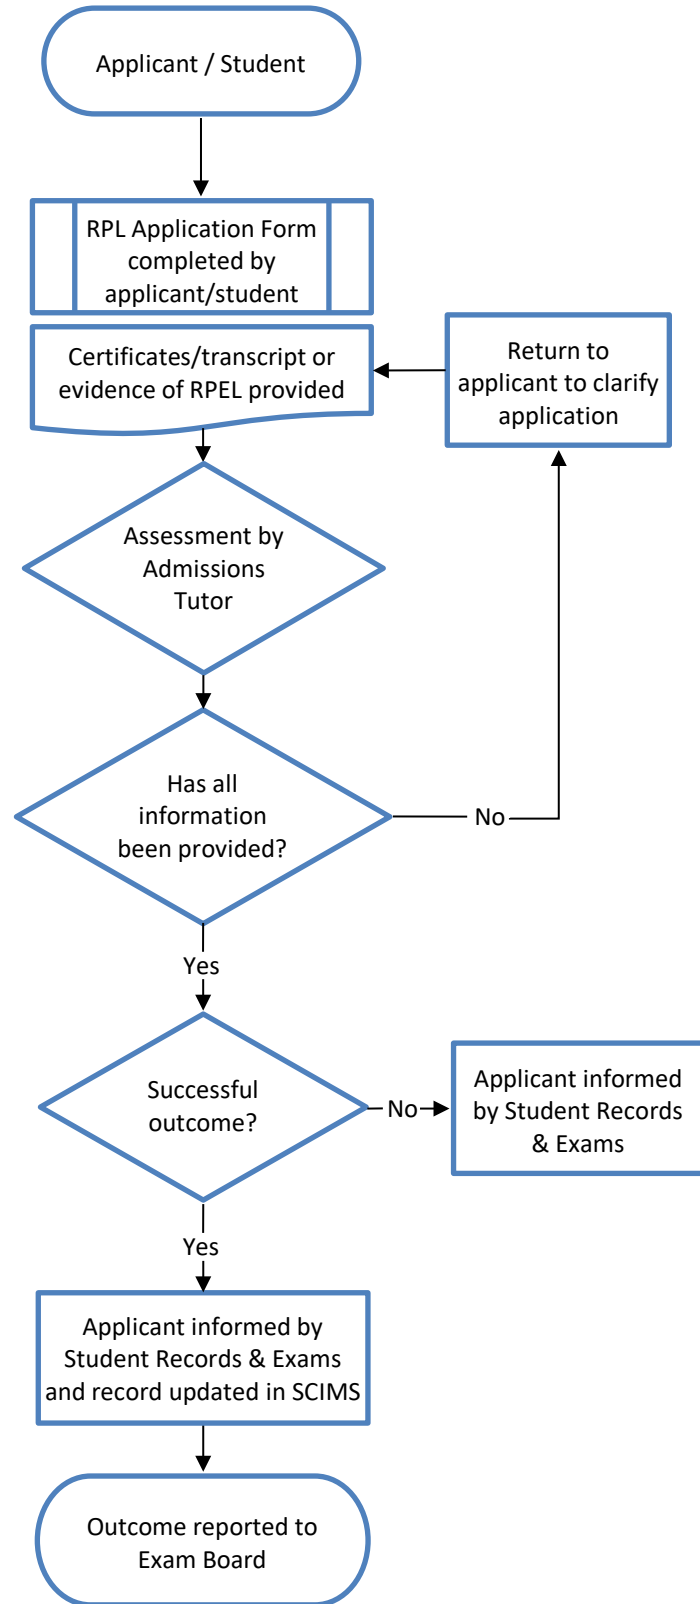 Applicant / Student
RPL Application Form
completed by
applicant/student
Certificates/transcript or
evidence of RPEL provided
Return to
applicant to clarify
application
Assessment by
Admissions
Tutor
Has all
information
been provided?
No
Yes
Successful
outcome?
No
Applicant informed
by Student Records
& Exams
Yes
Applicant informed by
Student Records & Exams
and record updated in SCIMS
Outcome reported to
Exam Board